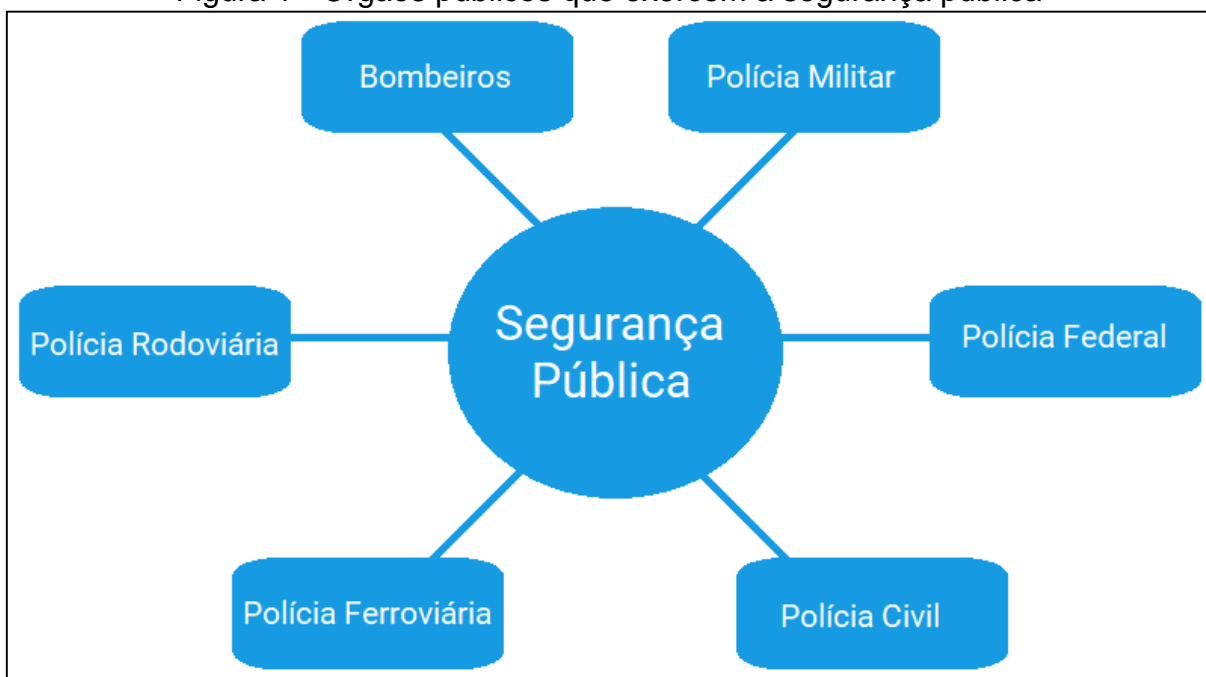 Bombeiros
Polícia Militar
Polícia Rodoviária
Segurança
Pública
Polícia Federal
Polícia Ferroviária
Polícia Civil